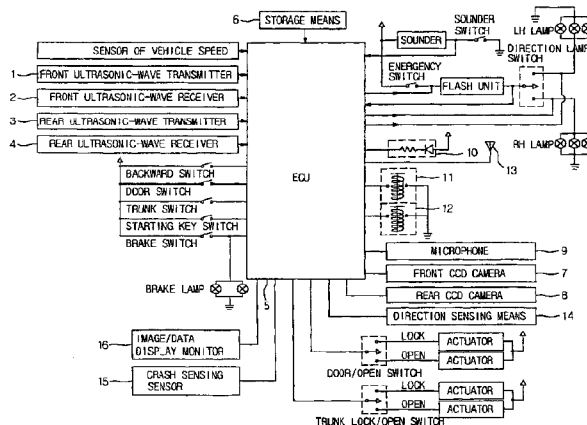 6
STORAGE MEANS
SENSOR OF VEHICLE SPEED
1
FRONT ULTRASONIC-WAVE TRANSMITTER
2
FRONT ULTRASONIC-WAVE RECEIVER
3
REAR ULTRASONIC-WAVE TRANSMITTER
4
REAR ULTRASONIC-WAVE RECEIVER
BACKWARD SWITCH
DOOR SWITCH
TRUNK SWITCH
STARTING KEY SWITCH
BRAKE SWITCH
BRAKE LAMP
5
16
IMAGE/DATA
DISPLAY MONITOR
15
CRASH SENSING
SENSOR
ECU
SOUNDER
SWITCH
SOUNDER
EMERGENCY
SWITCH
FLASH UNIT
LH LAMP
DIRECTION LAMP
SWITCH
RH LAMP
10
13
11
12
MICROPHONE
9
FRONT CCD CAMERA
7
REAR CCD CAMERA
8
DIRECTION SENSING MEANS
14
LOCK
ACTUATOR
OPEN
ACTUATOR
DOOR/OPEN SWITCH
LOCK
ACTUATOR
OPEN
ACTUATOR
TRUNK LOCK/OPEN SWITCH